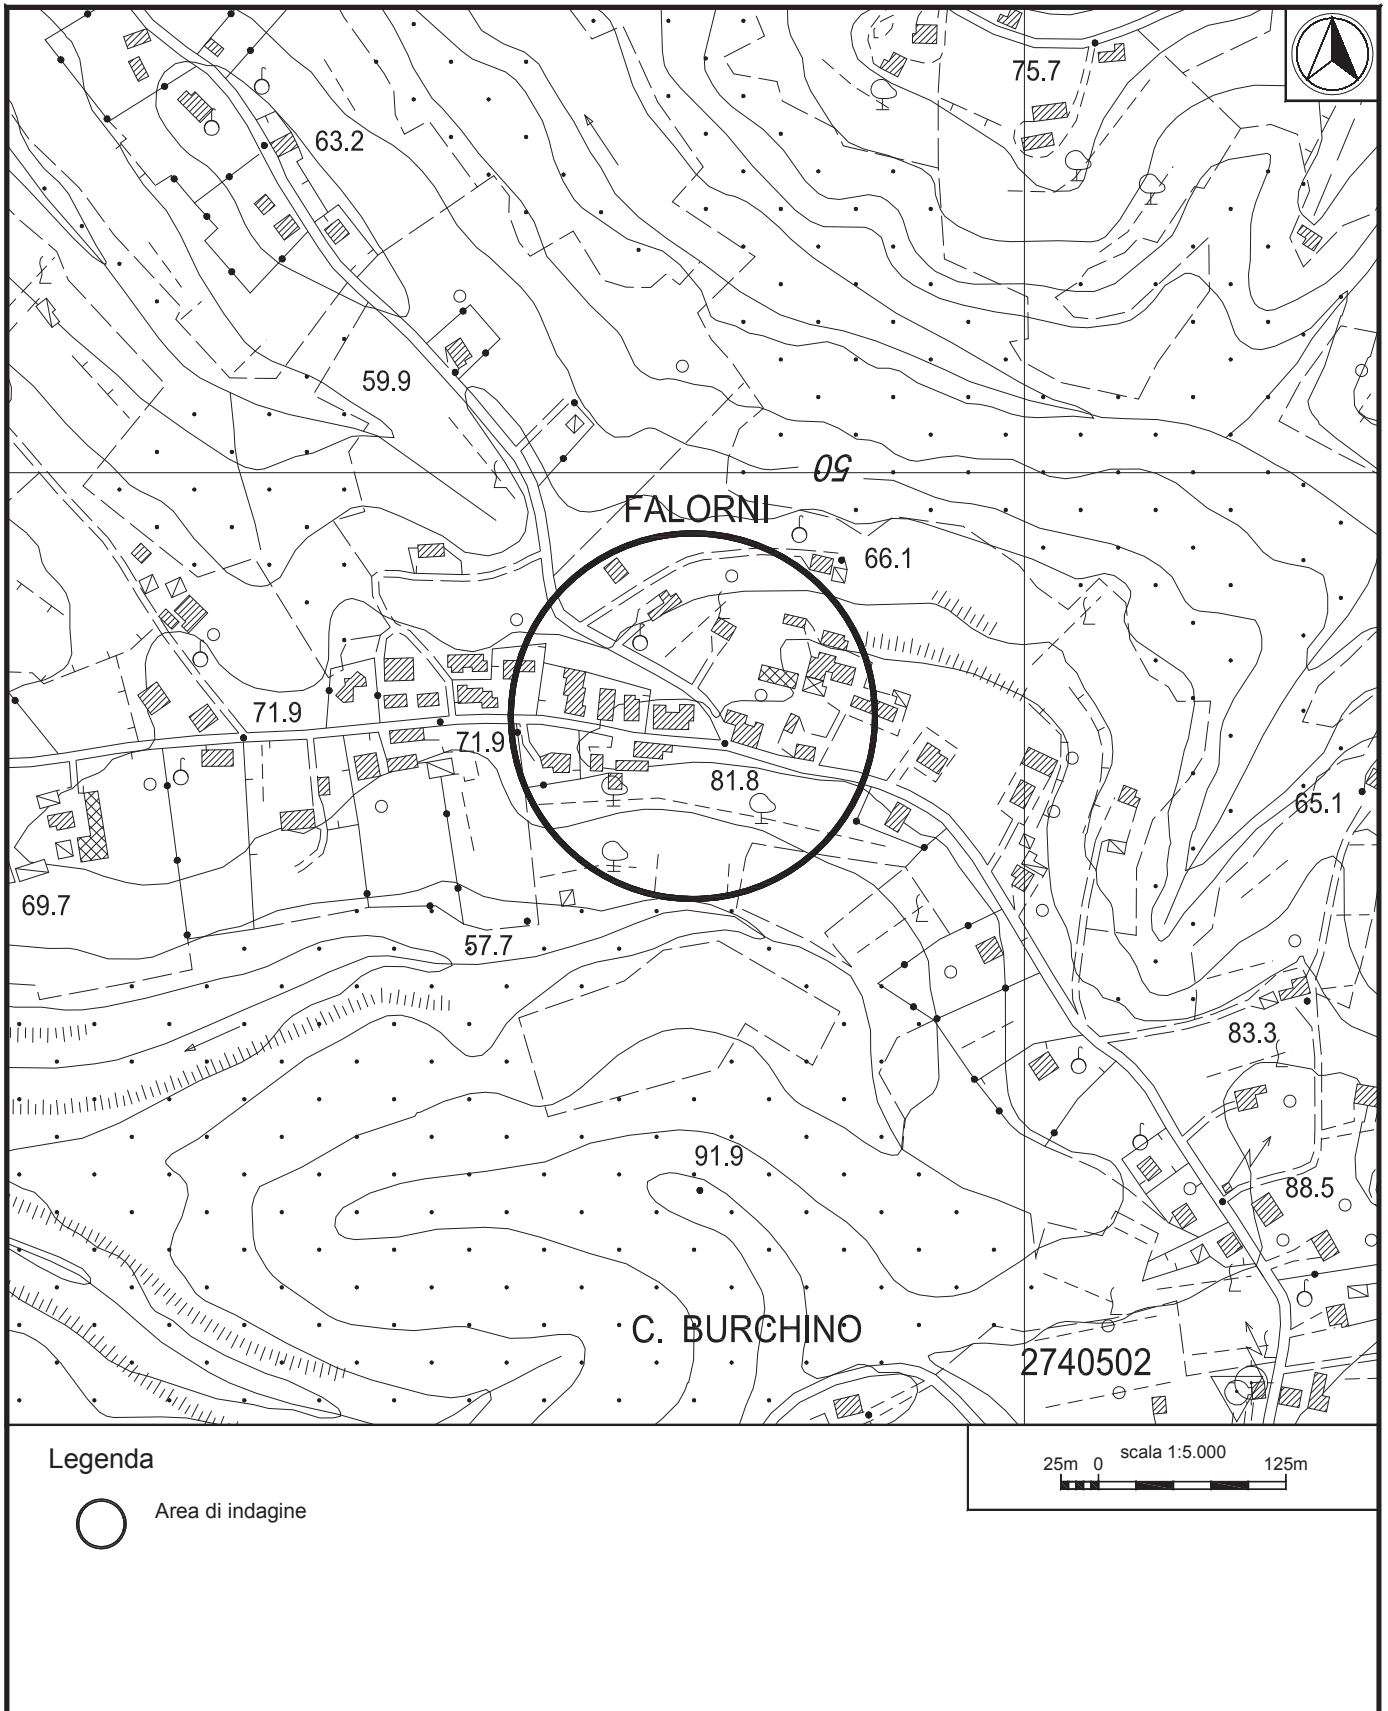 75.7
63.2
59.9
50
FALORNI
66.1
71.9
71.9
81.8
65.1
69.7
57.7
83.3
91.9
88.5
C. BURCHINO
2740502
Legenda
Area di indagine
scala 1:5.000
25m 0 125m